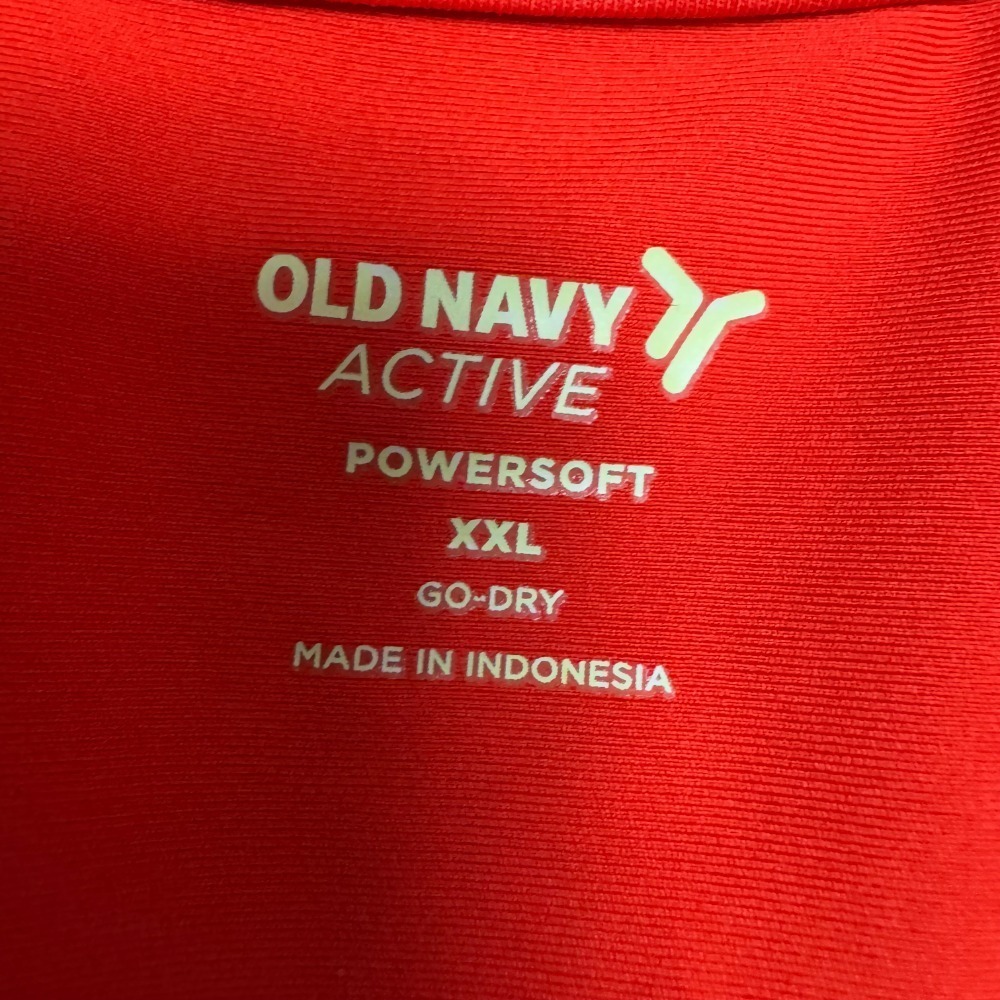 OLD NAVY
ACTIVE
POWERSOFT
XXL
GO-DRY
MADE IN INDONESIA